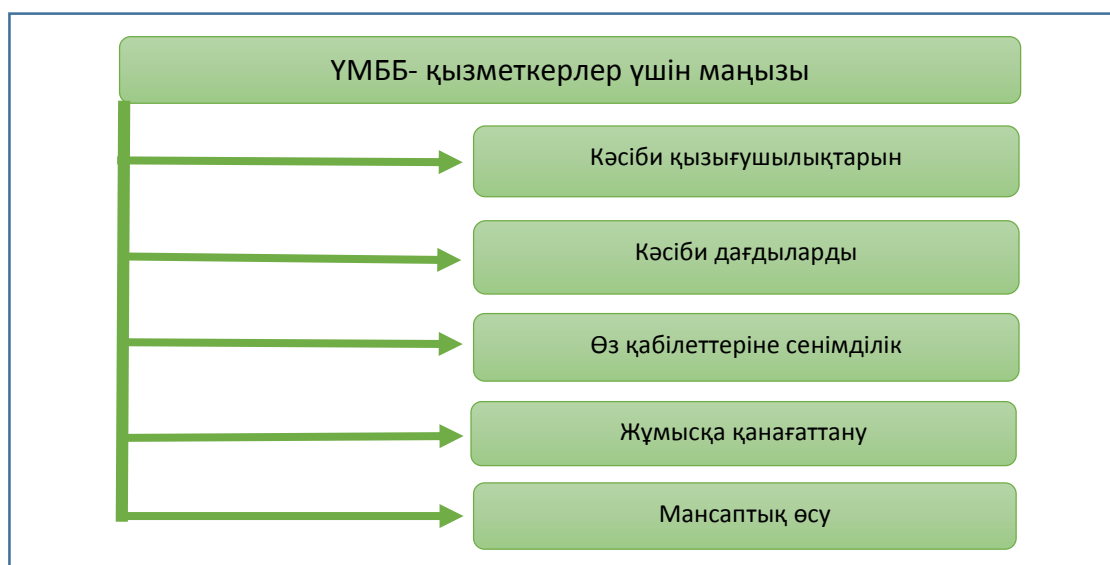 ҮМББ- қызметкерлер үшін маңызы
Кәсіби қызығушылықтарын
Кәсіби дағдыларды
Өз қабілеттеріне сенімділік
Жұмысқа қанағаттану
Мансаптық өсу